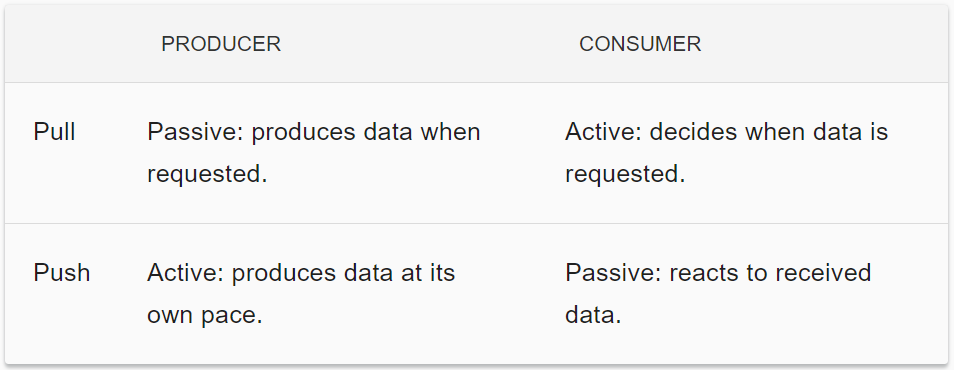 PRODUCER CONSUMER
Pull Passive: produces data when requested. Active: decides when data is requested.
Push Active: produces data at its own pace. Passive: reacts to received data.